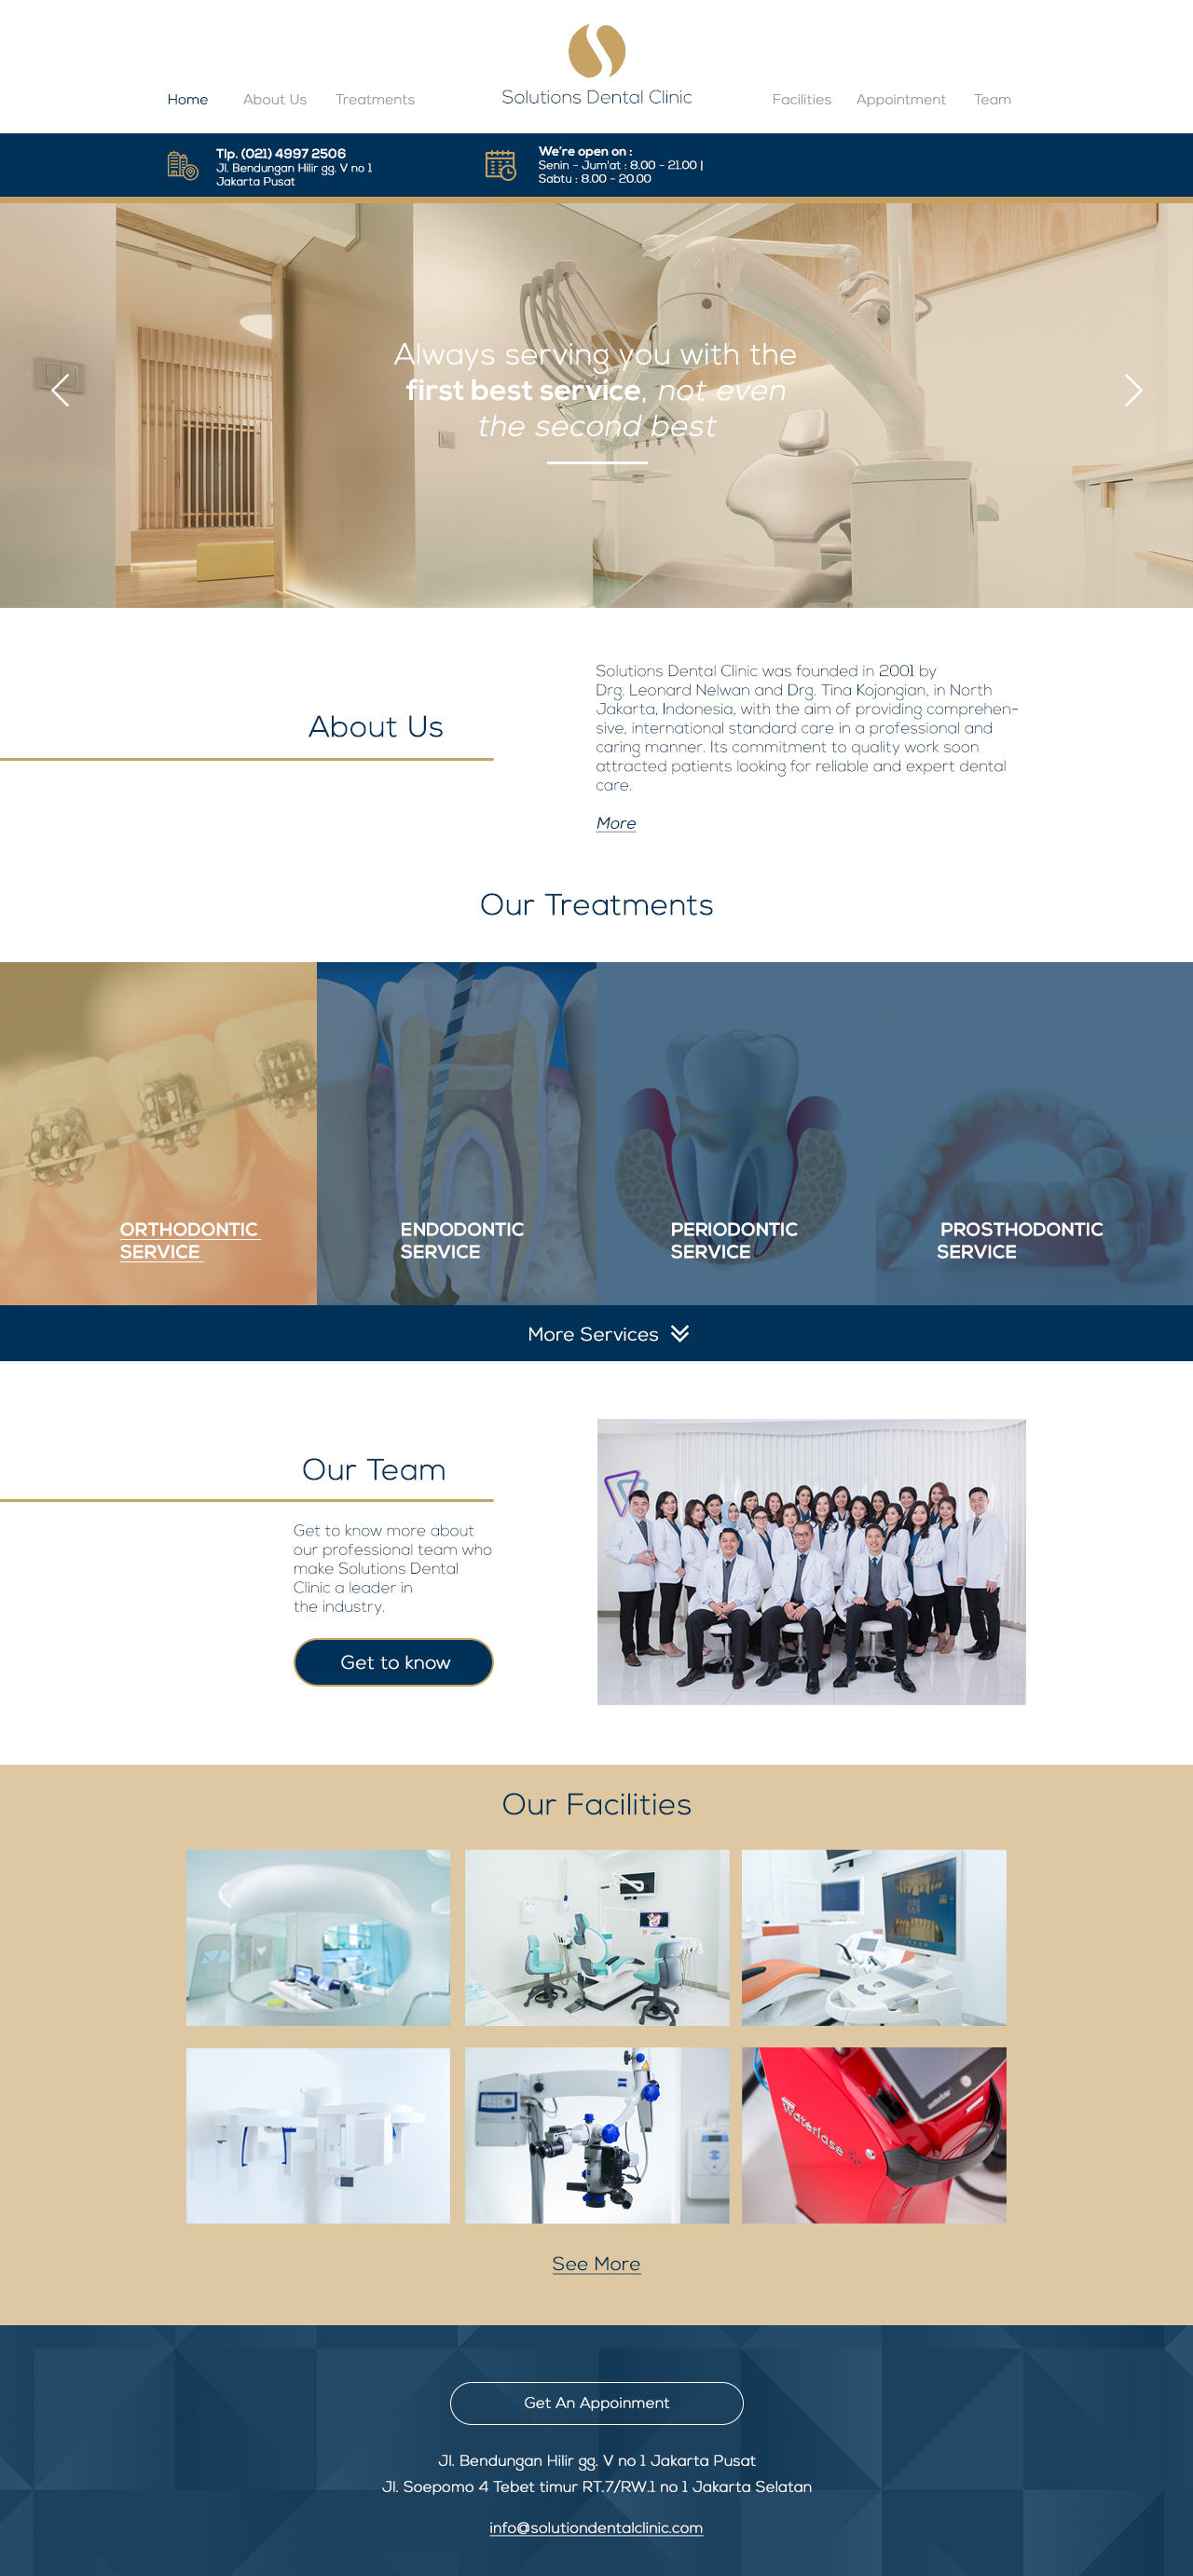 Solutions Dental Clinic
Home About Us Treatments Facilities Appointment Team
Tlp. (021) 4997 2506
Jl. Bendungan Hilir gg. V no 1
Jakarta Pusat
We're open on :
Senin - Jum'at : 8.00 - 21.00 |
Sabtu : 8.00 - 20.00
Always serving you with the
first best service, not even
the second best
About Us
Solutions Dental Clinic was founded in 2001 by
Drg. Leonard Nelwan and Drg. Tina Kojongian, in North
Jakarta, Indonesia, with the aim of providing comprehen-
sive, international standard care in a professional and
caring manner. Its commitment to quality work soon
attracted patients looking for reliable and expert dental
care.
More
Our Treatments
ORTHODONTIC
SERVICE
ENDODONTIC
SERVICE
PERIODONTIC
SERVICE
PROSTHODONTIC
SERVICE
More Services
Our Team
Get to know more about
our professional team who
make Solutions Dental
Clinic a leader in
the industry.
Get to know
Our Facilities
waterlase
See More
Get An Appoinment
Jl. Bendungan Hilir gg. V no 1 Jakarta Pusat
Jl. Soepomo 4 Tebet timur RT.7/RW.1 no 1 Jakarta Selatan
info@solutiondentalclinic.com